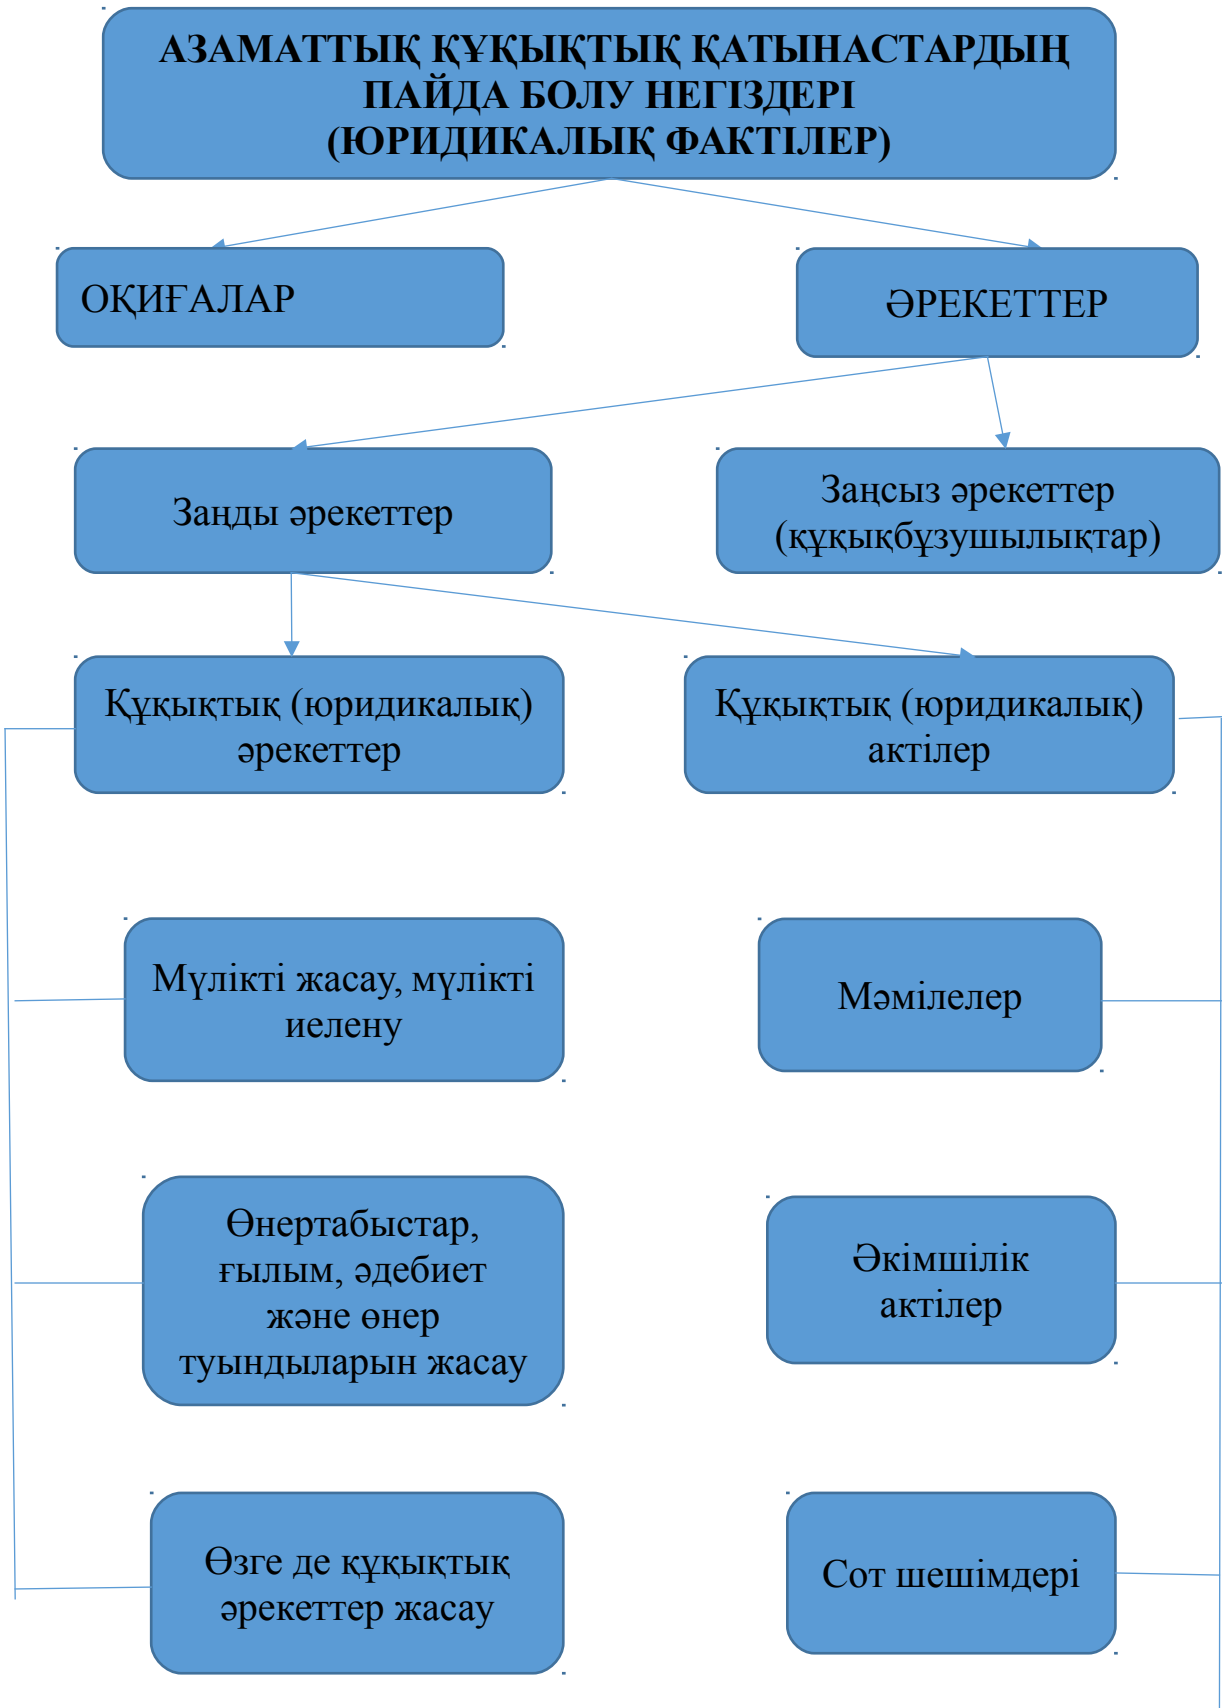 АЗАМАТТЫҚ ҚҰҚЫҚТЫҚ ҚАТЫНАСТАРДЫҢ
ПАЙДА БОЛУ НЕГІЗДЕРІ
(ЮРИДИКАЛЫҚ ФАКТІЛЕР)
ОҚИҒАЛАР
ӘРЕКЕТТЕР
Заңды әрекеттер
Заңсыз әрекеттер
(құқықбұзушылықтар)
Құқықтық (юридикалық)
әрекеттер
Құқықтық (юридикалық)
актілер
Мүлікті жасау, мүлікті
иелену
Мәмілелер
Өнертабыстар,
ғылым, әдебиет
және өнер
туындыларын жасау
Әкімшілік
актілер
Өзге де құқықтық
әрекеттер жасау
Сот шешімдері